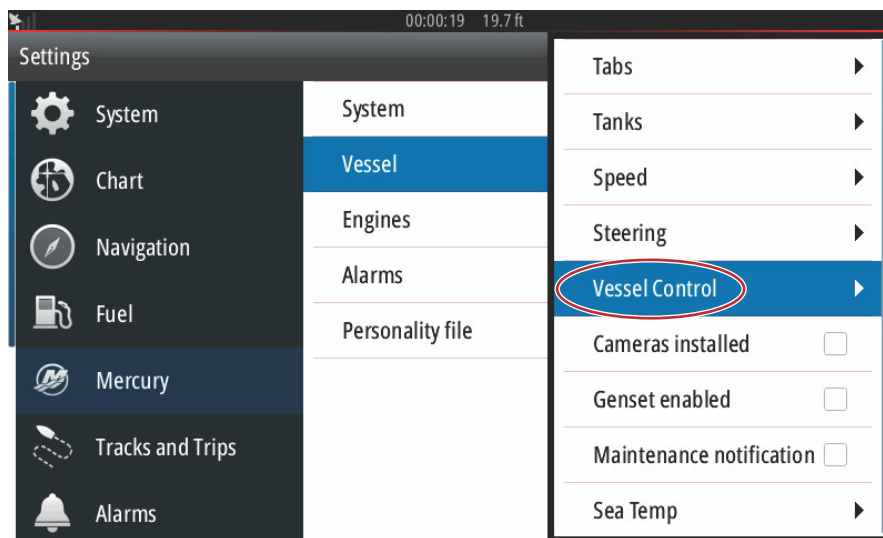 00:00:19 19.7 ft
Settings
System
Chart
Navigation
Fuel
Mercury
Tracks and Trips
Alarms
System
Vessel
Engines
Alarms
Personality file
Tabs
Tanks
Speed
Steering
Vessel Control
Cameras installed
Genset enabled
Maintenance notification
Sea Temp